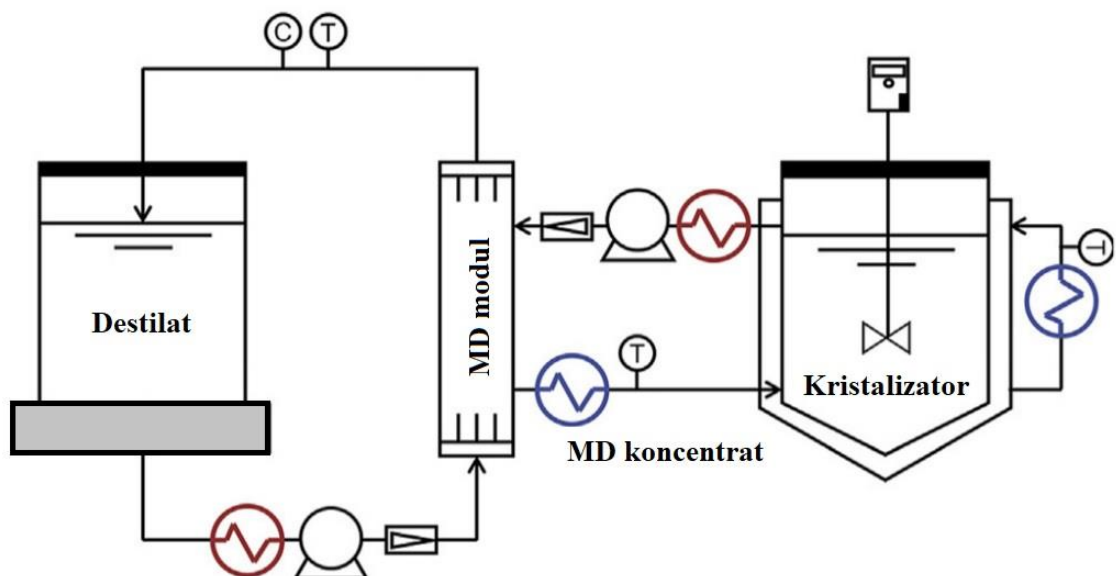 C T
Destilat
MD modul
T
Kristalizator
T
MD koncentrat